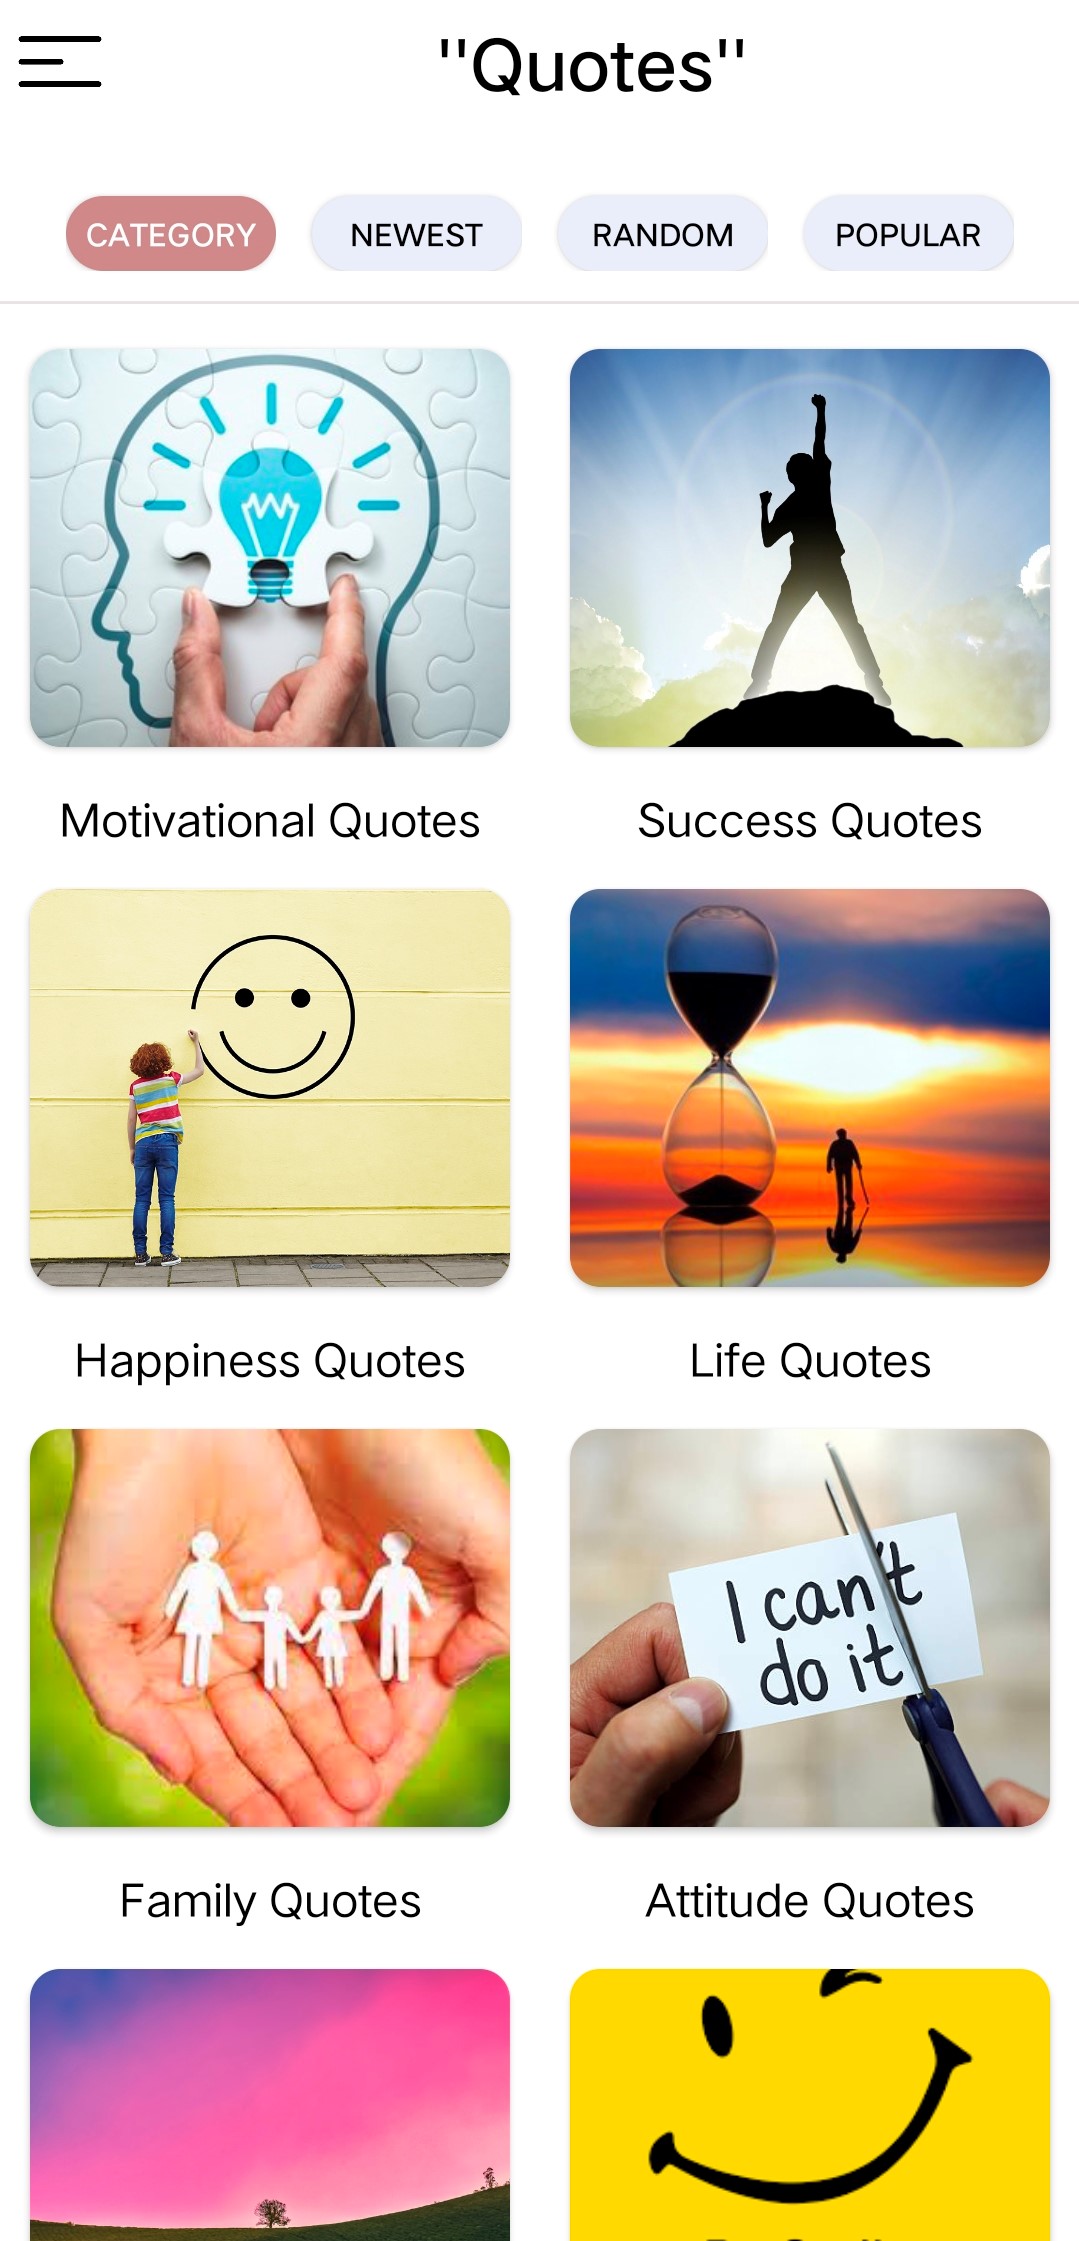 "Quotes"
CATEGORY
NEWEST
RANDOM
POPULAR
Motivational Quotes
Success Quotes
Happiness Quotes
Life Quotes
I can't
do it
Family Quotes
Attitude Quotes